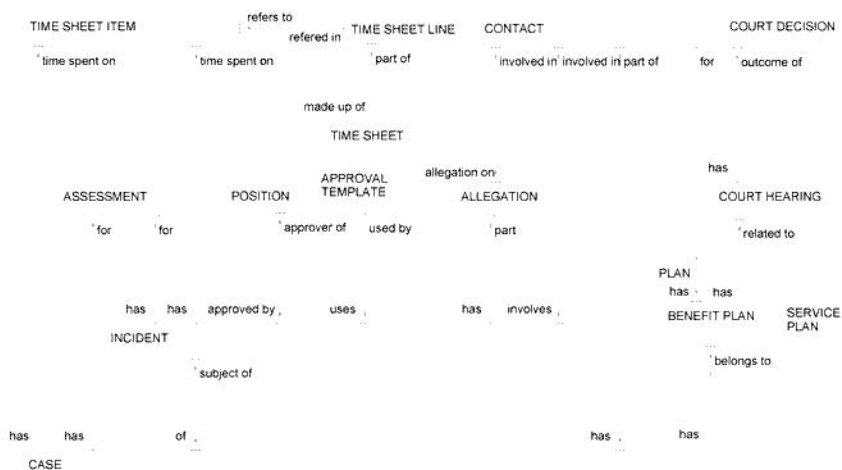 refers to
TIME SHEET ITEM refered in TIME SHEET LINE CONTACT COURT DECISION
time spent on time spent on part of involved in involved in part of for outcome of
made up of
TIME SHEET
allegation on has
ASSESSMENT POSITION APPROVAL TEMPLATE ALLEGATION COURT HEARING
for for approver of used by part related to
PLAN
has has
has has approved by uses has involves BENEFIT PLAN SERVICE PLAN
INCIDENT
subject of belongs to
has has of has has
CASE